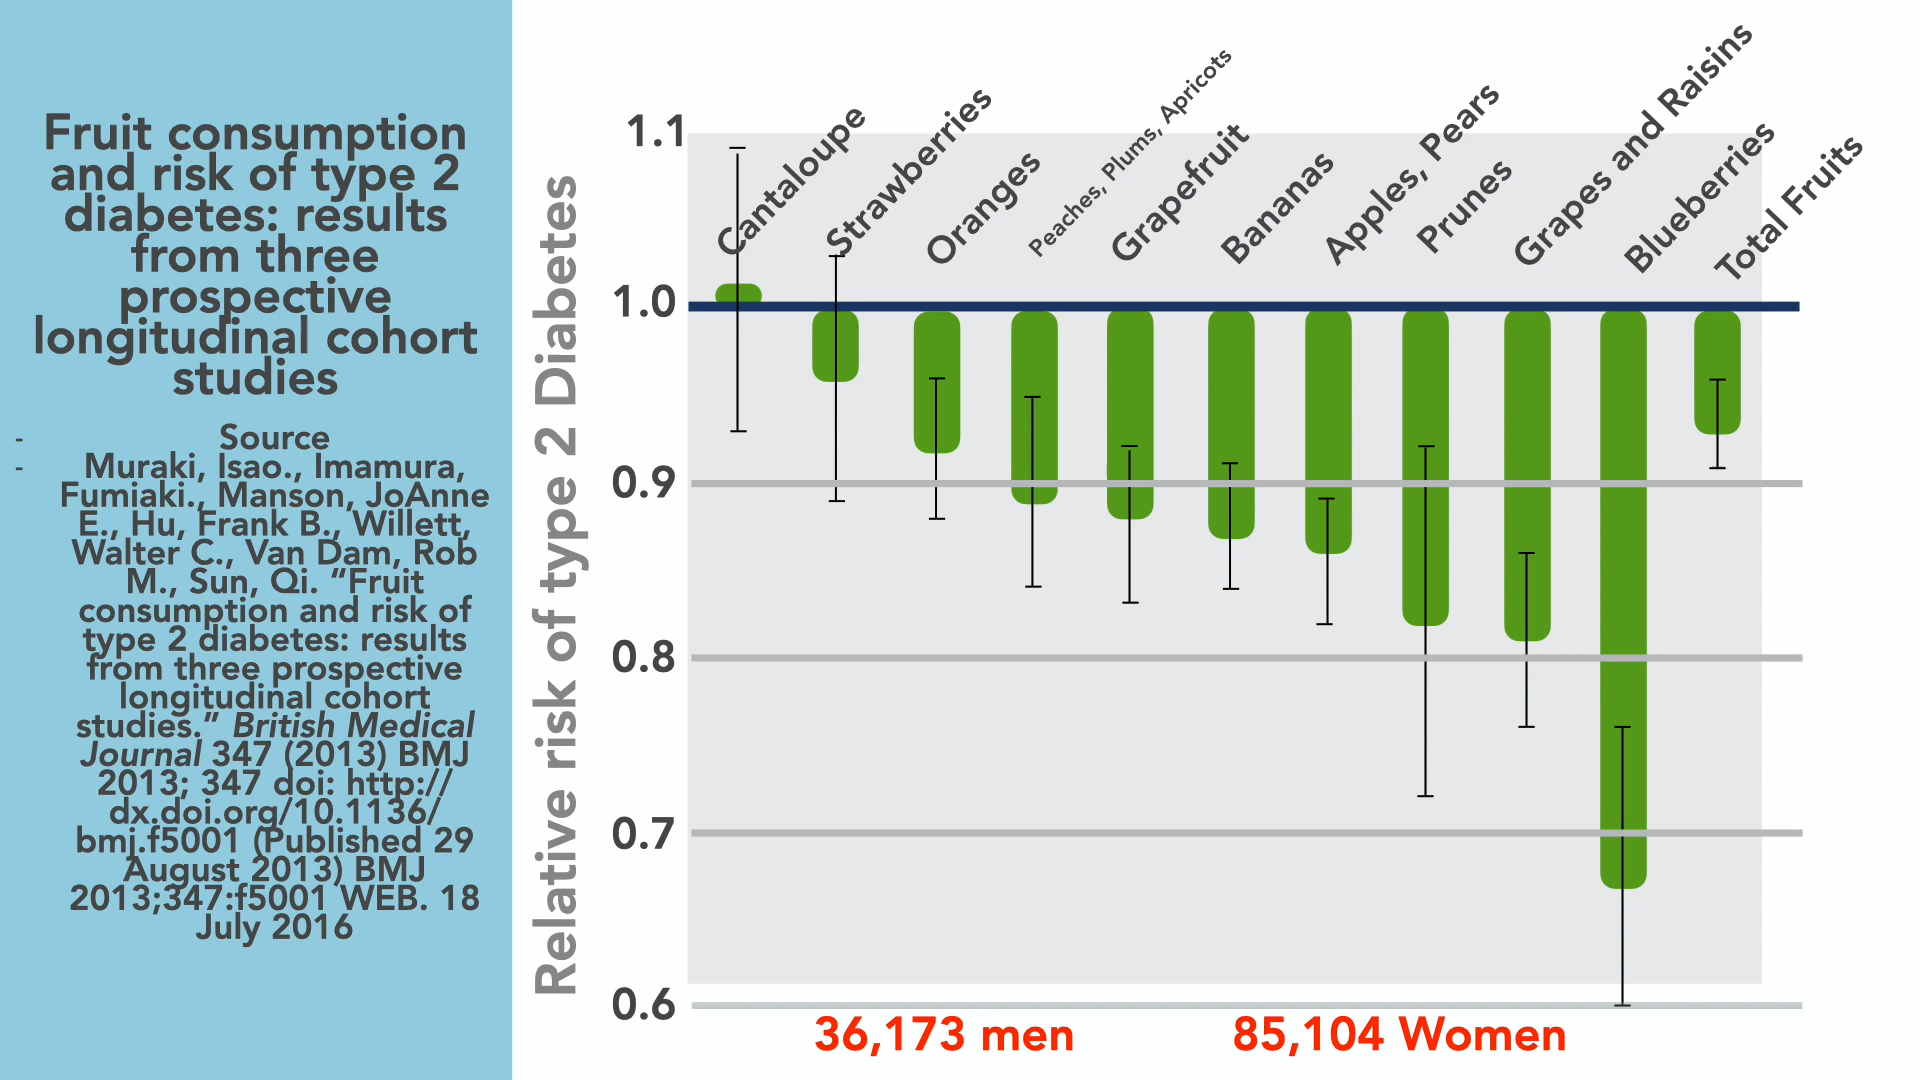 Fruit consumption
and risk of type 2
diabetes: results
from three
prospective
longitudinal cohort
studies
- Source
- Muraki, Isao., Imamura,
Fumiaki., Manson, JoAnne
E., Hu, Frank B., Willett,
Walter C., Van Dam, Rob
M., Sun, Qi. “Fruit
consumption and risk of
type 2 diabetes: results
from three prospective
longitudinal cohort
studies.” British Medical
Journal 347 (2013) BMJ
2013; 347 doi: http://
dx.doi.org/10.1136/
bmj.f5001 (Published 29
August 2013) BMJ
2013;347:f5001 WEB. 18
July 2016
Relative risk of type 2 Diabetes
1.1
1.0
0.9
0.8
0.7
0.6
Cantaloupe
Strawberries
Oranges
Peaches, Plums, Apricots
Grapefruit
Bananas
Apples, Pears
Prunes
Grapes and Raisins
Blueberries
Total Fruits
36,173 men
85,104 Women